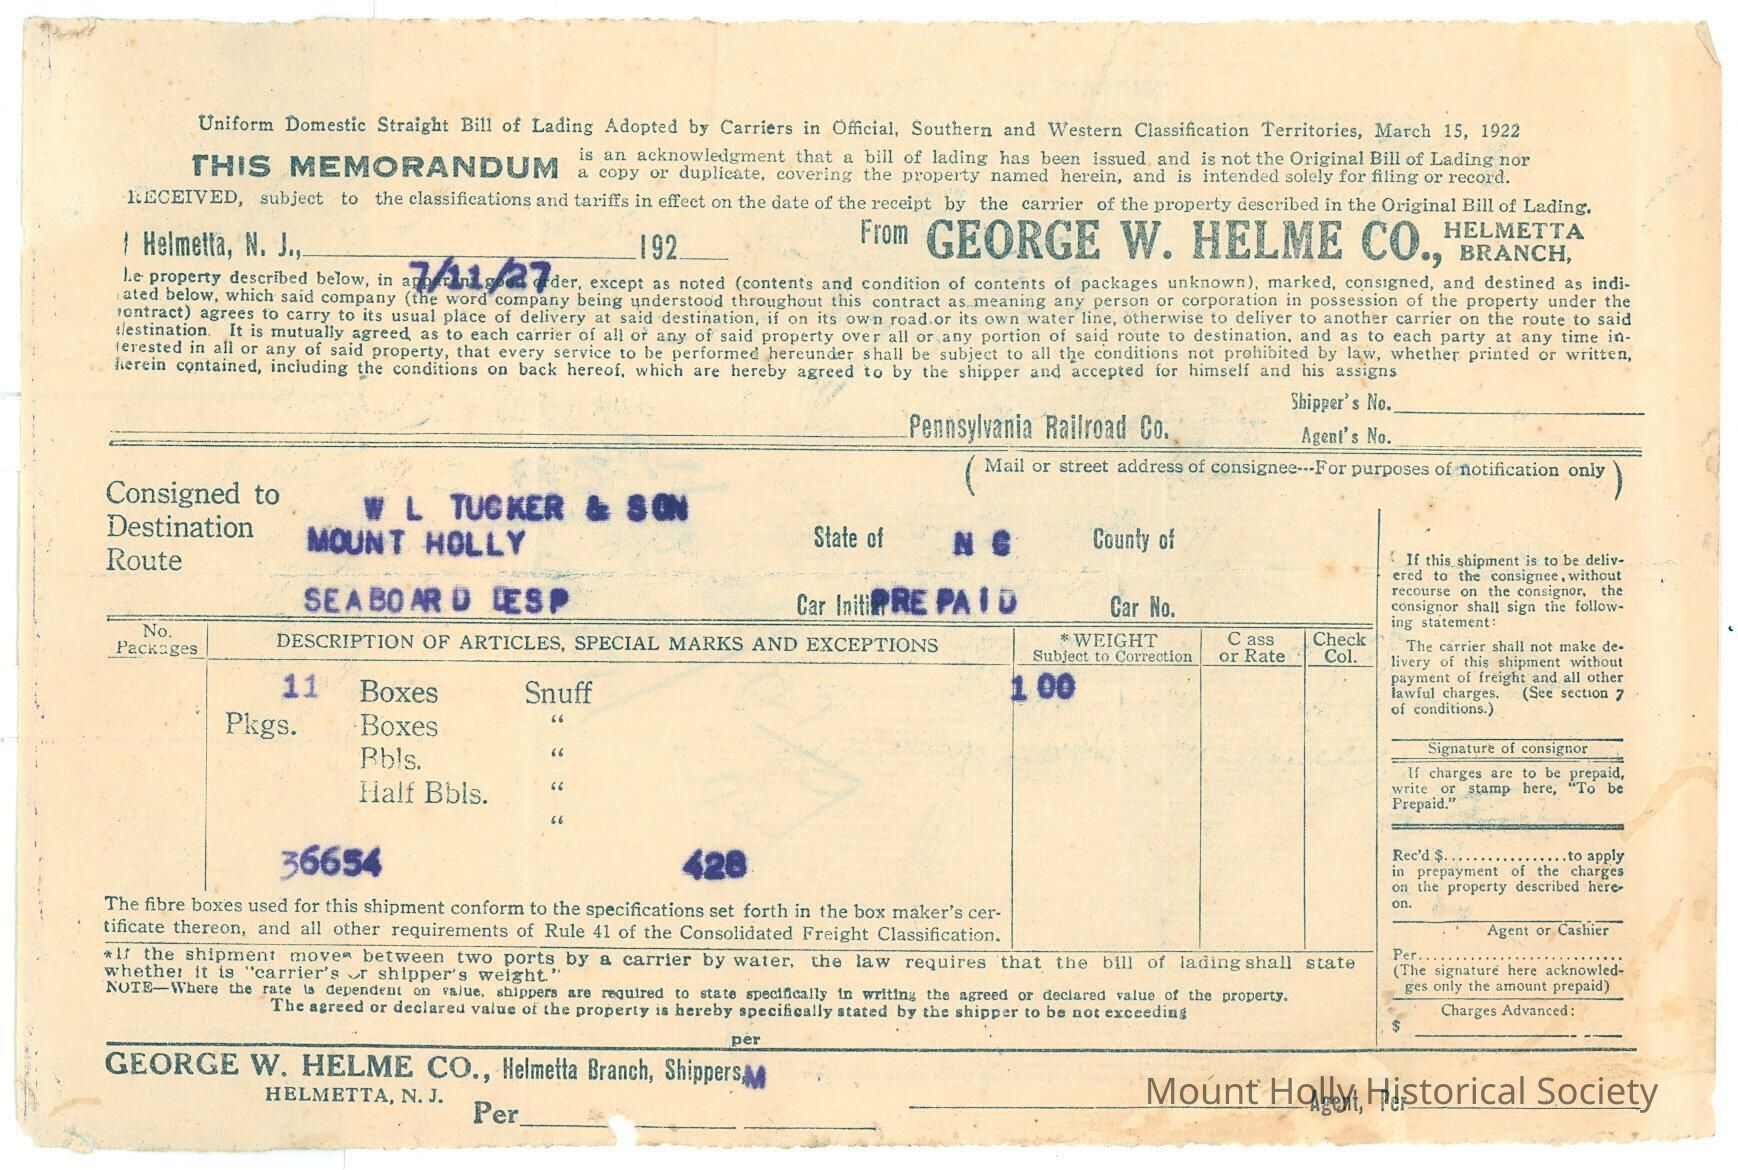 Uniform Domestic Straight Bill of Lading Adopted by Carriers in Official, Southern and Western Classification Territories, March 15, 1922
THIS MEMORANDUM is an acknowledgment that a bill of lading has been issued and is not the Original Bill of Lading nor
a copy or duplicate, covering the property named herein, and is intended solely for filing or record.
RECEIVED, subject to the classifications and tariffs in effect on the date of the receipt by the carrier of the property described in the Original Bill of Lading.
Helmetta, N. J., 192 From GEORGE W. HELME CO., HELMETTA BRANCH,
7/11/27
property described below, in apparent good order, except as noted (contents and condition of contents of packages unknown), marked, consigned, and destined as indi-
ated below, which said company (the word company being understood throughout this contract as meaning any person or corporation in possession of the property under the
ontract) agrees to carry to its usual place of delivery at said destination, if on its own road or its own water line, otherwise to deliver to another carrier on the route to said
destination. It is mutually agreed, as to each carrier of all or any of said property over all or any portion of said route to destination, and as to each party at any time in-
terested in all or any of said property, that every service to be performed hereunder shall be subject to all the conditions not prohibited by law, whether printed or written,
herein contained, including the conditions on back hereof, which are hereby agreed to by the shipper and accepted for himself and his assigns
Shipper's No.
Pennsylvania Railroad Co. Agent's No.
(Mail or street address of consignee---For purposes of notification only)
Consigned to W L TUCKER & SON
Destination MOUNT HOLLY State of N C County of
Route
SEABOARD DESP Car Initial PREPAID Car No.
No. Packages DESCRIPTION OF ARTICLES, SPECIAL MARKS AND EXCEPTIONS *WEIGHT Subject to Correction C ass or Rate Check Col.
11 Boxes Snuff 100
Pkgs. Boxes “
Bbls. “
Half Bbls. “
“
36654 428
The fibre boxes used for this shipment conform to the specifications set forth in the box maker's cer-
tificate thereon, and all other requirements of Rule 41 of the Consolidated Freight Classification.
*If the shipment moves between two ports by a carrier by water, the law requires that the bill of lading shall state
whether it is "carrier's or shipper's weight."
NOTE—Where the rate is dependent on value, shippers are required to state specifically in writing the agreed or declared value of the property.
The agreed or declared value of the property is hereby specifically stated by the shipper to be not exceeding
per
If this shipment is to be deliv-
ered to the consignee, without
recourse on the consignor, the
consignor shall sign the follow-
ing statement:
The carrier shall not make de-
livery of this shipment without
payment of freight and all other
lawful charges. (See section 7
of conditions.)
Signature of consignor
If charges are to be prepaid,
write or stamp here, "To be
Prepaid."
Rec'd $.................to apply
in prepayment of the charges
on the property described here-
on.
Agent or Cashier
Per..............................
(The signature here acknowled-
ges only the amount prepaid)
Charges Advanced:
$
GEORGE W. HELME CO., Helmetta Branch, Shippers, M
HELMETTA, N. J.
Per Agent, Per
Mount Holly Historical Society